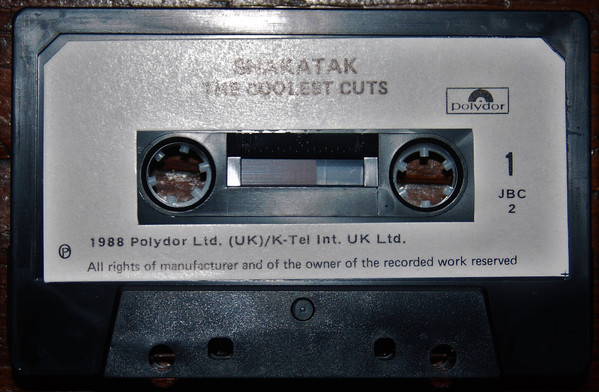 SHAKATAK
THE COOLEST CUTS
polydor
1
JBC
2
℗ 1988 Polydor Ltd. (UK)/K-Tel Int. UK Ltd.
All rights of manufacturer and of the owner of the recorded work reserved